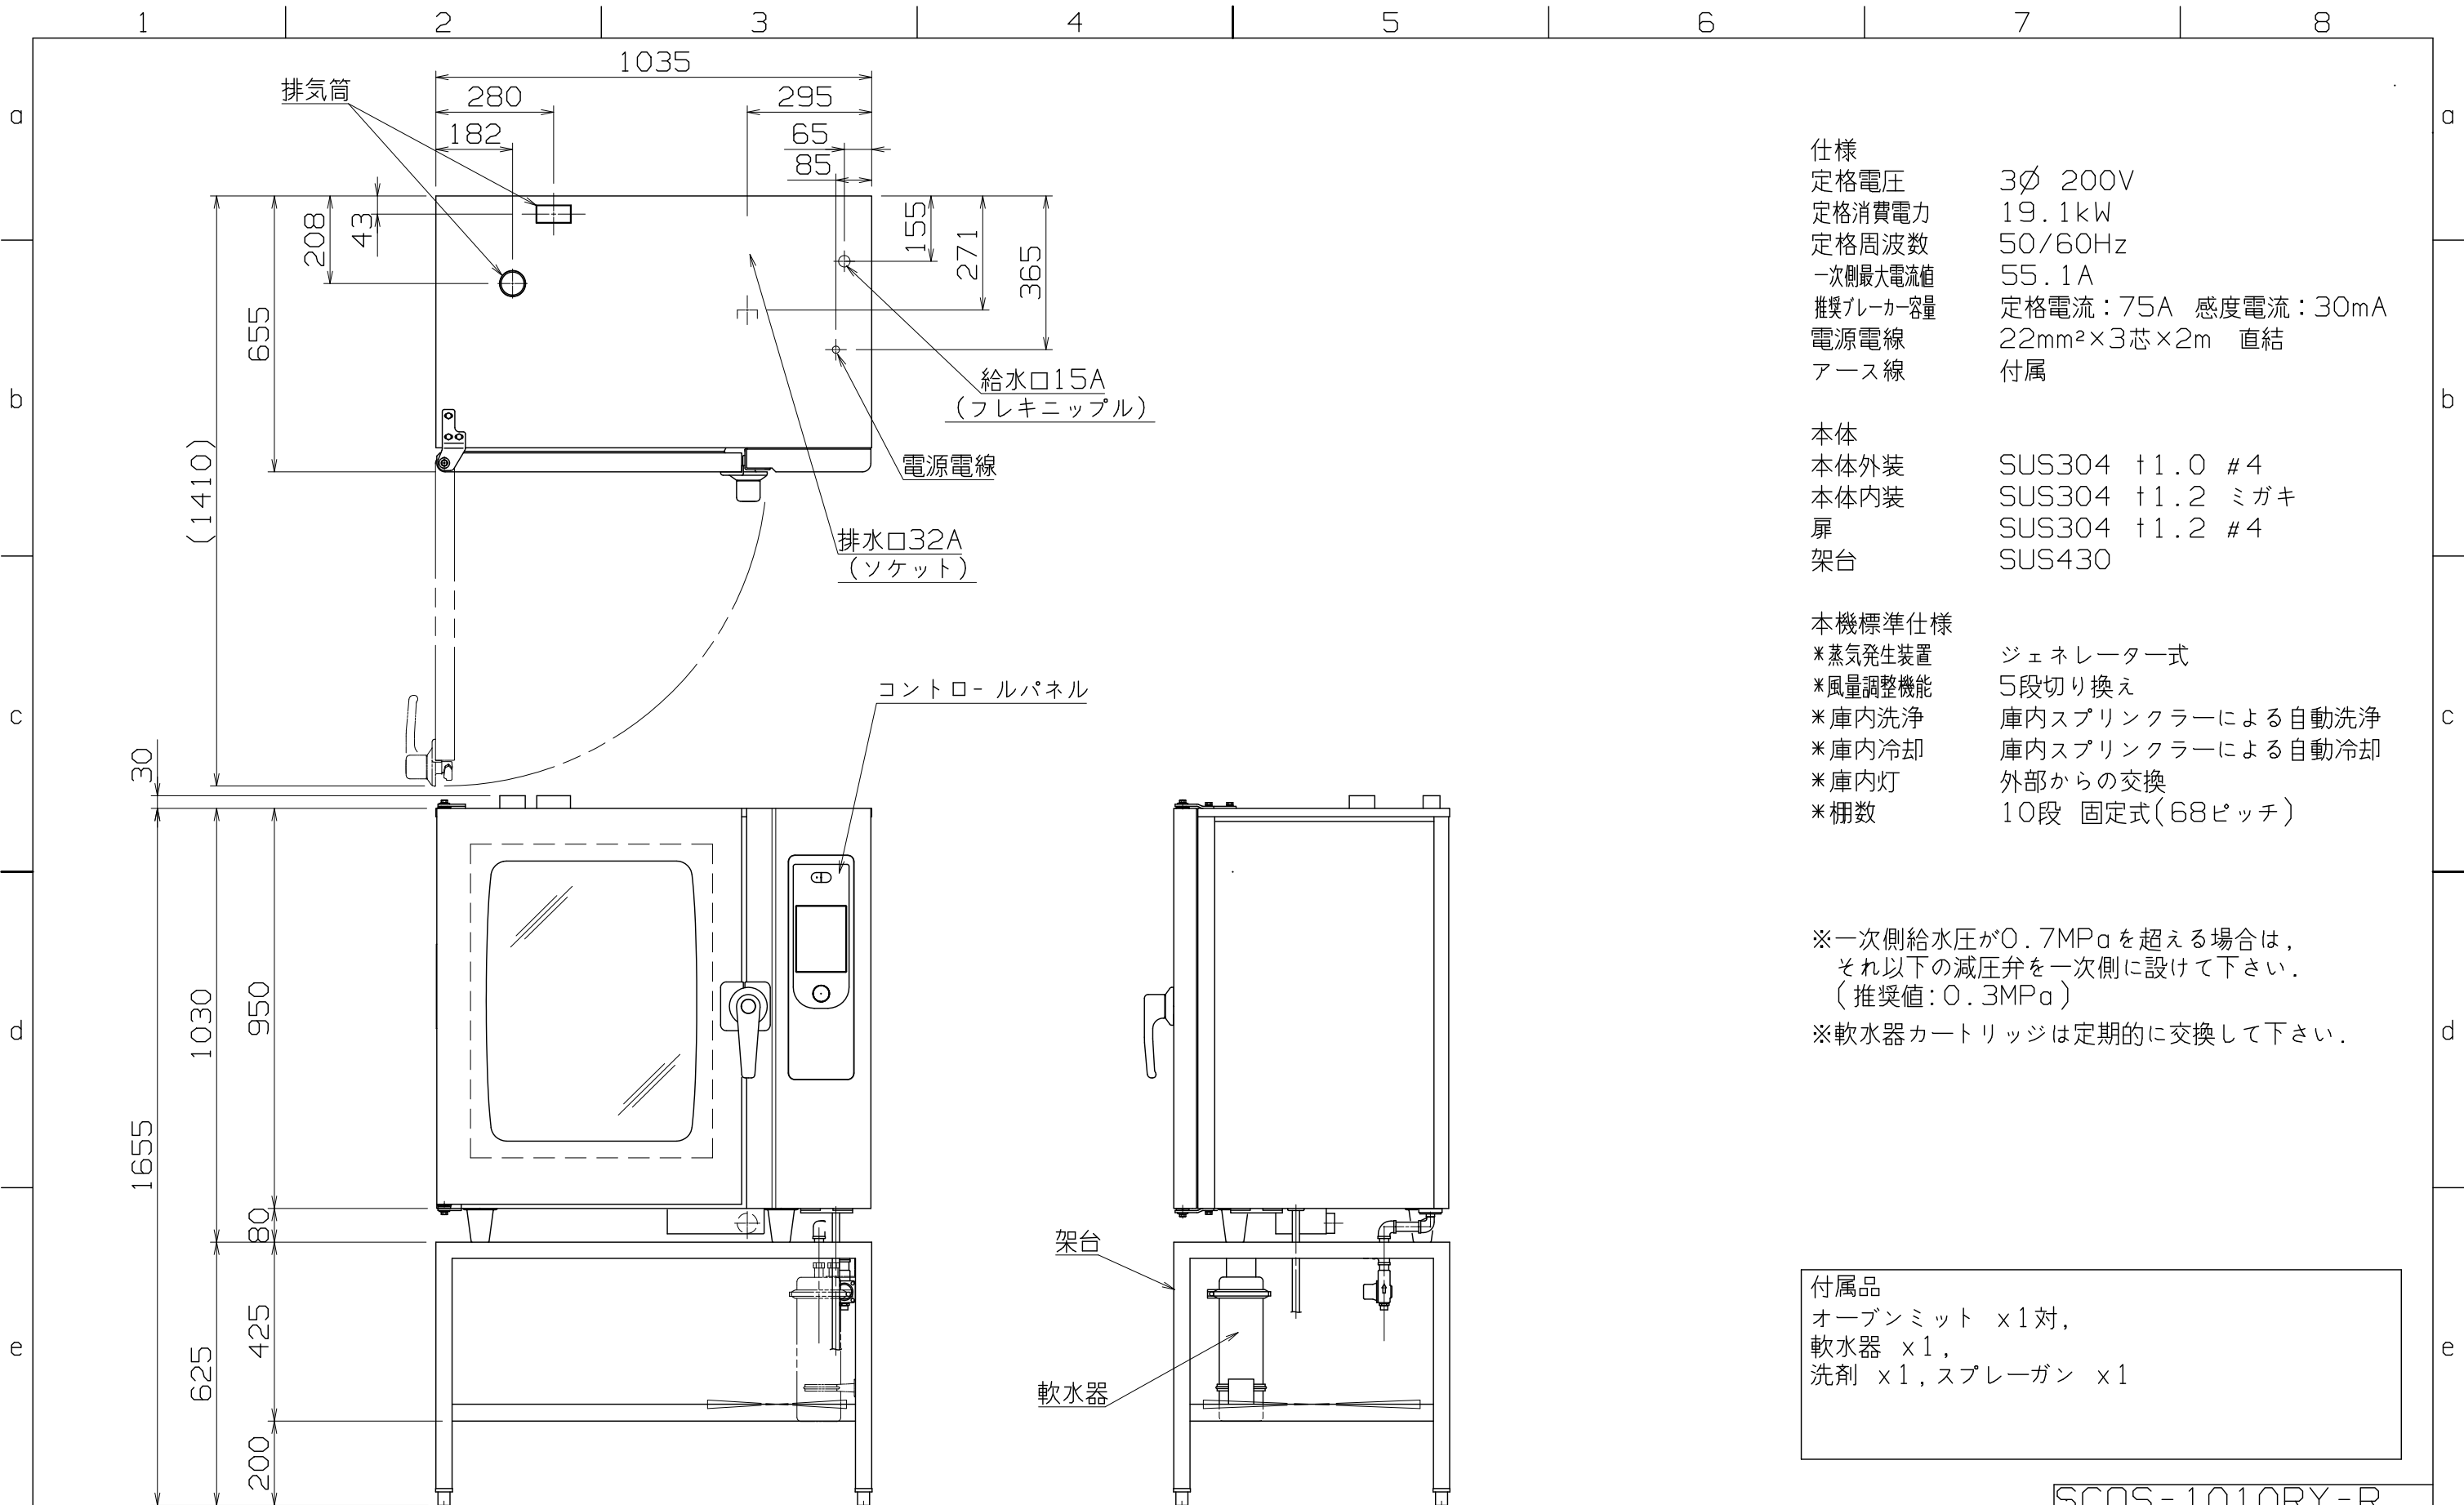 1 2 3 4 5 6 7 8
a
b
c
d
e
a
b
c
d
e
1035
排気筒
280
295
182
65
85
208
43
155
271
365
655
(1410)
給水口15A
(フレキニップル)
電源電線
排水口32A
(ソケット)
コントロ-ルパネル
30
1655
1030
950
80
625
425
200
架台
軟水器
仕様
定格電圧 3Ø 200V
定格消費電力 19.1kW
定格周波数 50/60Hz
一次側最大電流値 55.1A
推奨ブレーカー容量 定格電流：75A 感度電流：30mA
電源電線 22mm²×3芯×2m 直結
アース線 付属
本体
本体外装 SUS304 t1.0 #4
本体内装 SUS304 t1.2 ミガキ
扉 SUS304 t1.2 #4
架台 SUS430
本機標準仕様
*蒸気発生装置 ジェネレーター式
*風量調整機能 5段切り換え
*庫内洗浄 庫内スプリンクラーによる自動洗浄
*庫内冷却 庫内スプリンクラーによる自動冷却
*庫内灯 外部からの交換
*棚数 10段 固定式(68ピッチ)
※一次側給水圧が0.7MPaを超える場合は,
それ以下の減圧弁を一次側に設けて下さい.
(推奨値:0.3MPa)
※軟水器カートリッジは定期的に交換して下さい.
付属品
オーブンミット x1対,
軟水器 x1,
洗剤 x1,スプレーガン x1
SCOS-1010RY-R